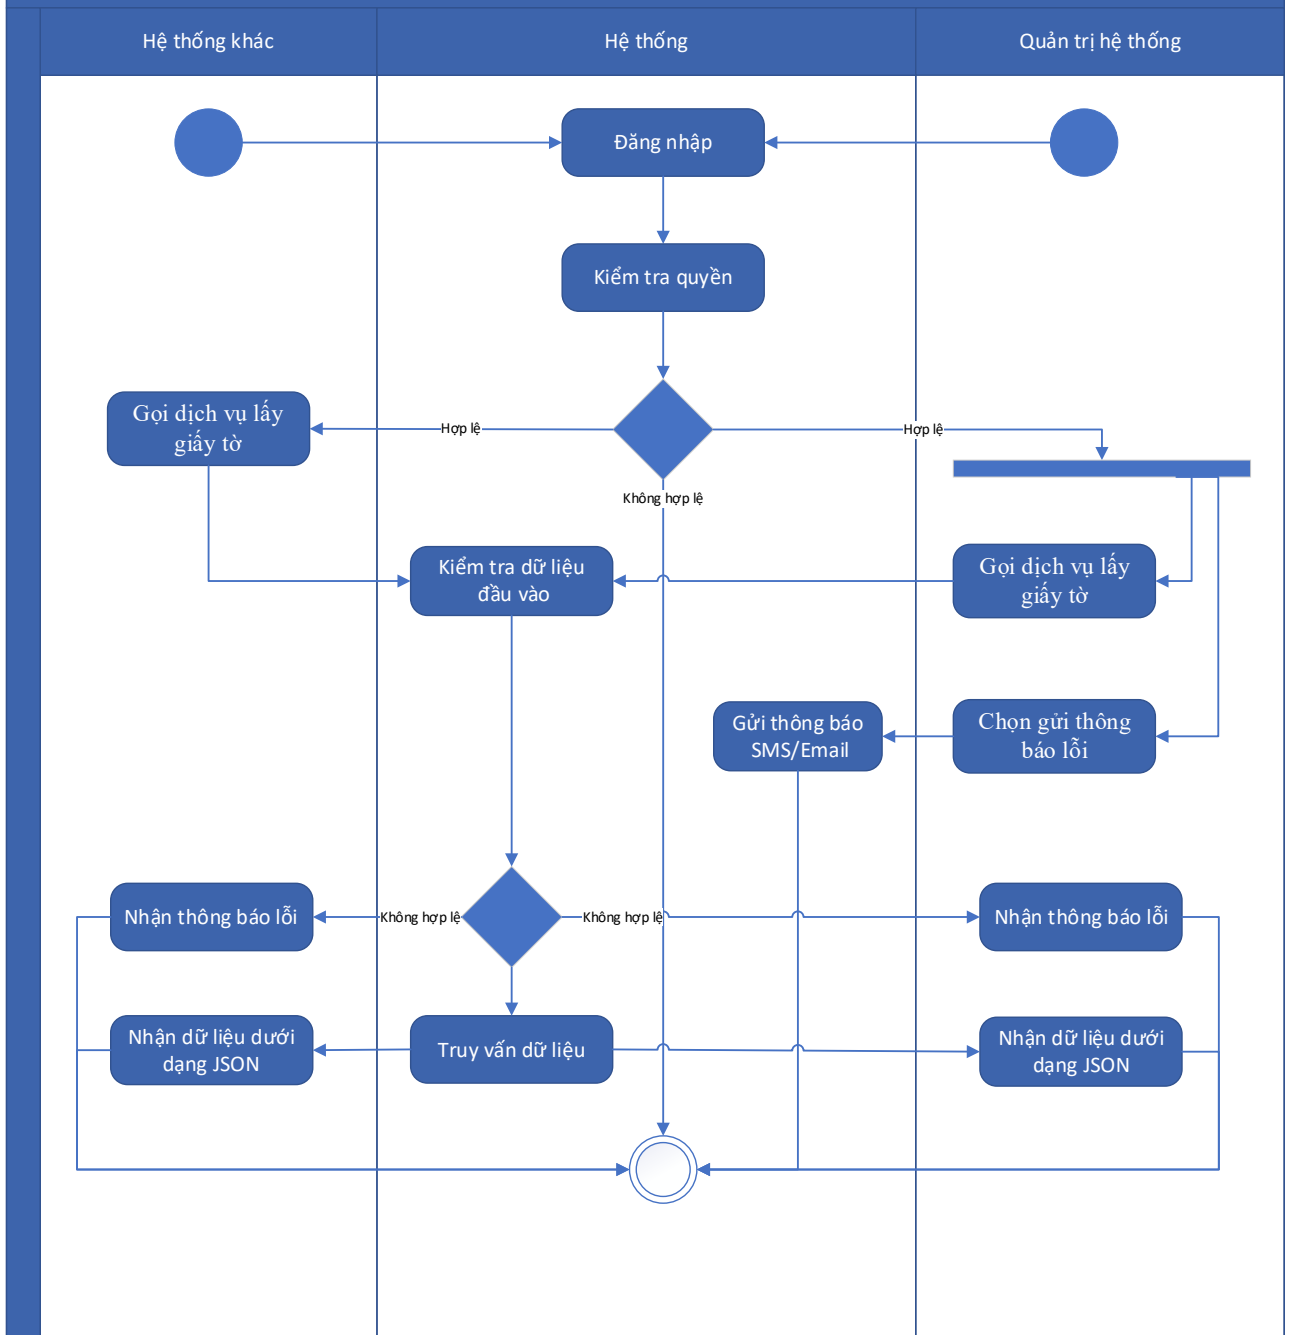 Hệ thống khác
Hệ thống
Quản trị hệ thống
Đăng nhập
Kiểm tra quyền
Gọi dịch vụ lấy
giấy tờ
Hợp lệ
Hợp lệ
Không hợp lệ
Kiểm tra dữ liệu
đầu vào
Gọi dịch vụ lấy
giấy tờ
Gửi thông báo
SMS/Email
Chọn gửi thông
báo lỗi
Nhận thông báo lỗi
Không hợp lệ
Không hợp lệ
Nhận thông báo lỗi
Nhận dữ liệu dưới
dạng JSON
Truy vấn dữ liệu
Nhận dữ liệu dưới
dạng JSON